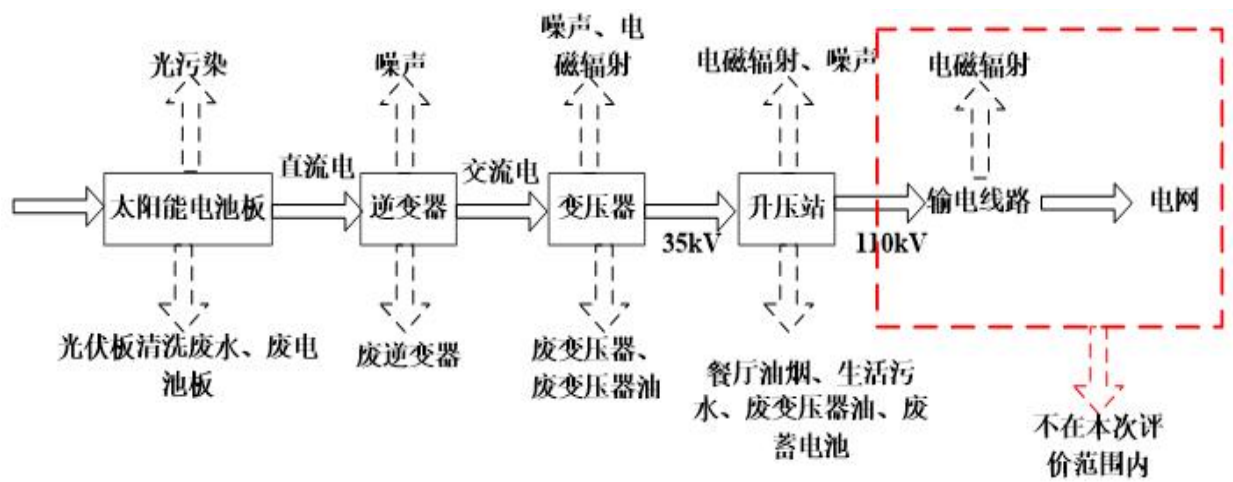 光污染
噪声
噪声、电
磁辐射
电磁辐射、噪声
电磁辐射
太阳能电池板
直流电
逆变器
交流电
变压器
35kV
升压站
110kV
输电线路
电网
光伏板清洗废水、废电
池板
废逆变器
废变压器、
废变压器油
餐厅油烟、生活污
水、废变压器油、废
蓄电池
不在本次评
价范围内